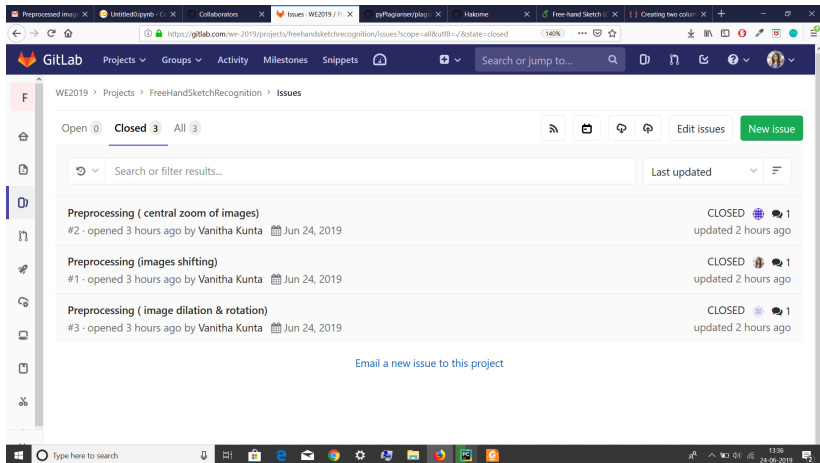 Preprocessed imag
Untitled0.ipynb - C
Collaborators
Issues · WE2019 / P
pyPlagiariser/plagi
Hakome
Free-hand Sketch (
Creating two colum
https://gitlab.com/we-2019/projects/freehandsketchrecognition/issues?scope=all&utf8=✓&state=closed
140%
GitLab Projects Groups Activity Milestones Snippets Search or jump to...
F
WE2019 > Projects > FreeHandSketchRecognition > Issues
Open 0 Closed 3 All 3 Edit issues New issue
Search or filter results... Last updated
Preprocessing ( central zoom of images) CLOSED 1
#2 · opened 3 hours ago by Vanitha Kunta Jun 24, 2019 updated 2 hours ago
Preprocessing (images shifting) CLOSED 1
#1 · opened 3 hours ago by Vanitha Kunta Jun 24, 2019 updated 2 hours ago
Preprocessing ( image dilation & rotation) CLOSED 1
#3 · opened 3 hours ago by Vanitha Kunta Jun 24, 2019 updated 2 hours ago
Email a new issue to this project
Type here to search
13:36
24-06-2019